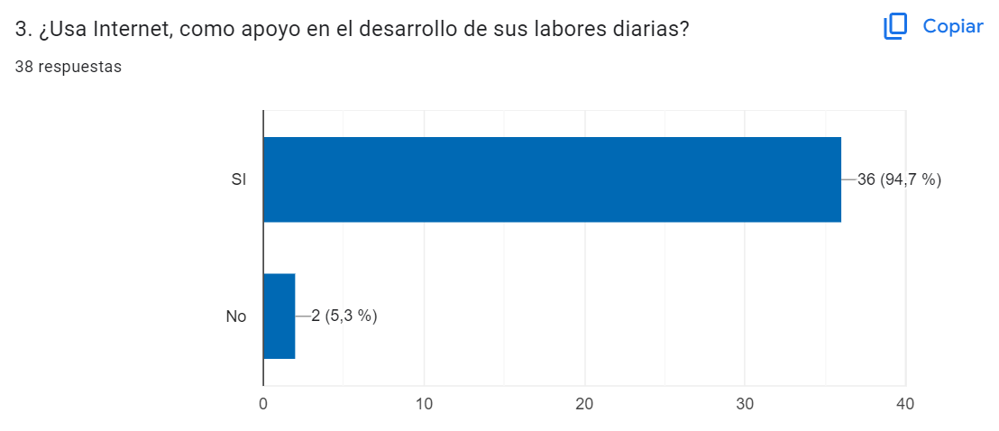 3. ¿Usa Internet, como apoyo en el desarrollo de sus labores diarias?
Copiar
38 respuestas
SI
36 (94,7 %)
No
2 (5,3 %)
0 10 20 30 40